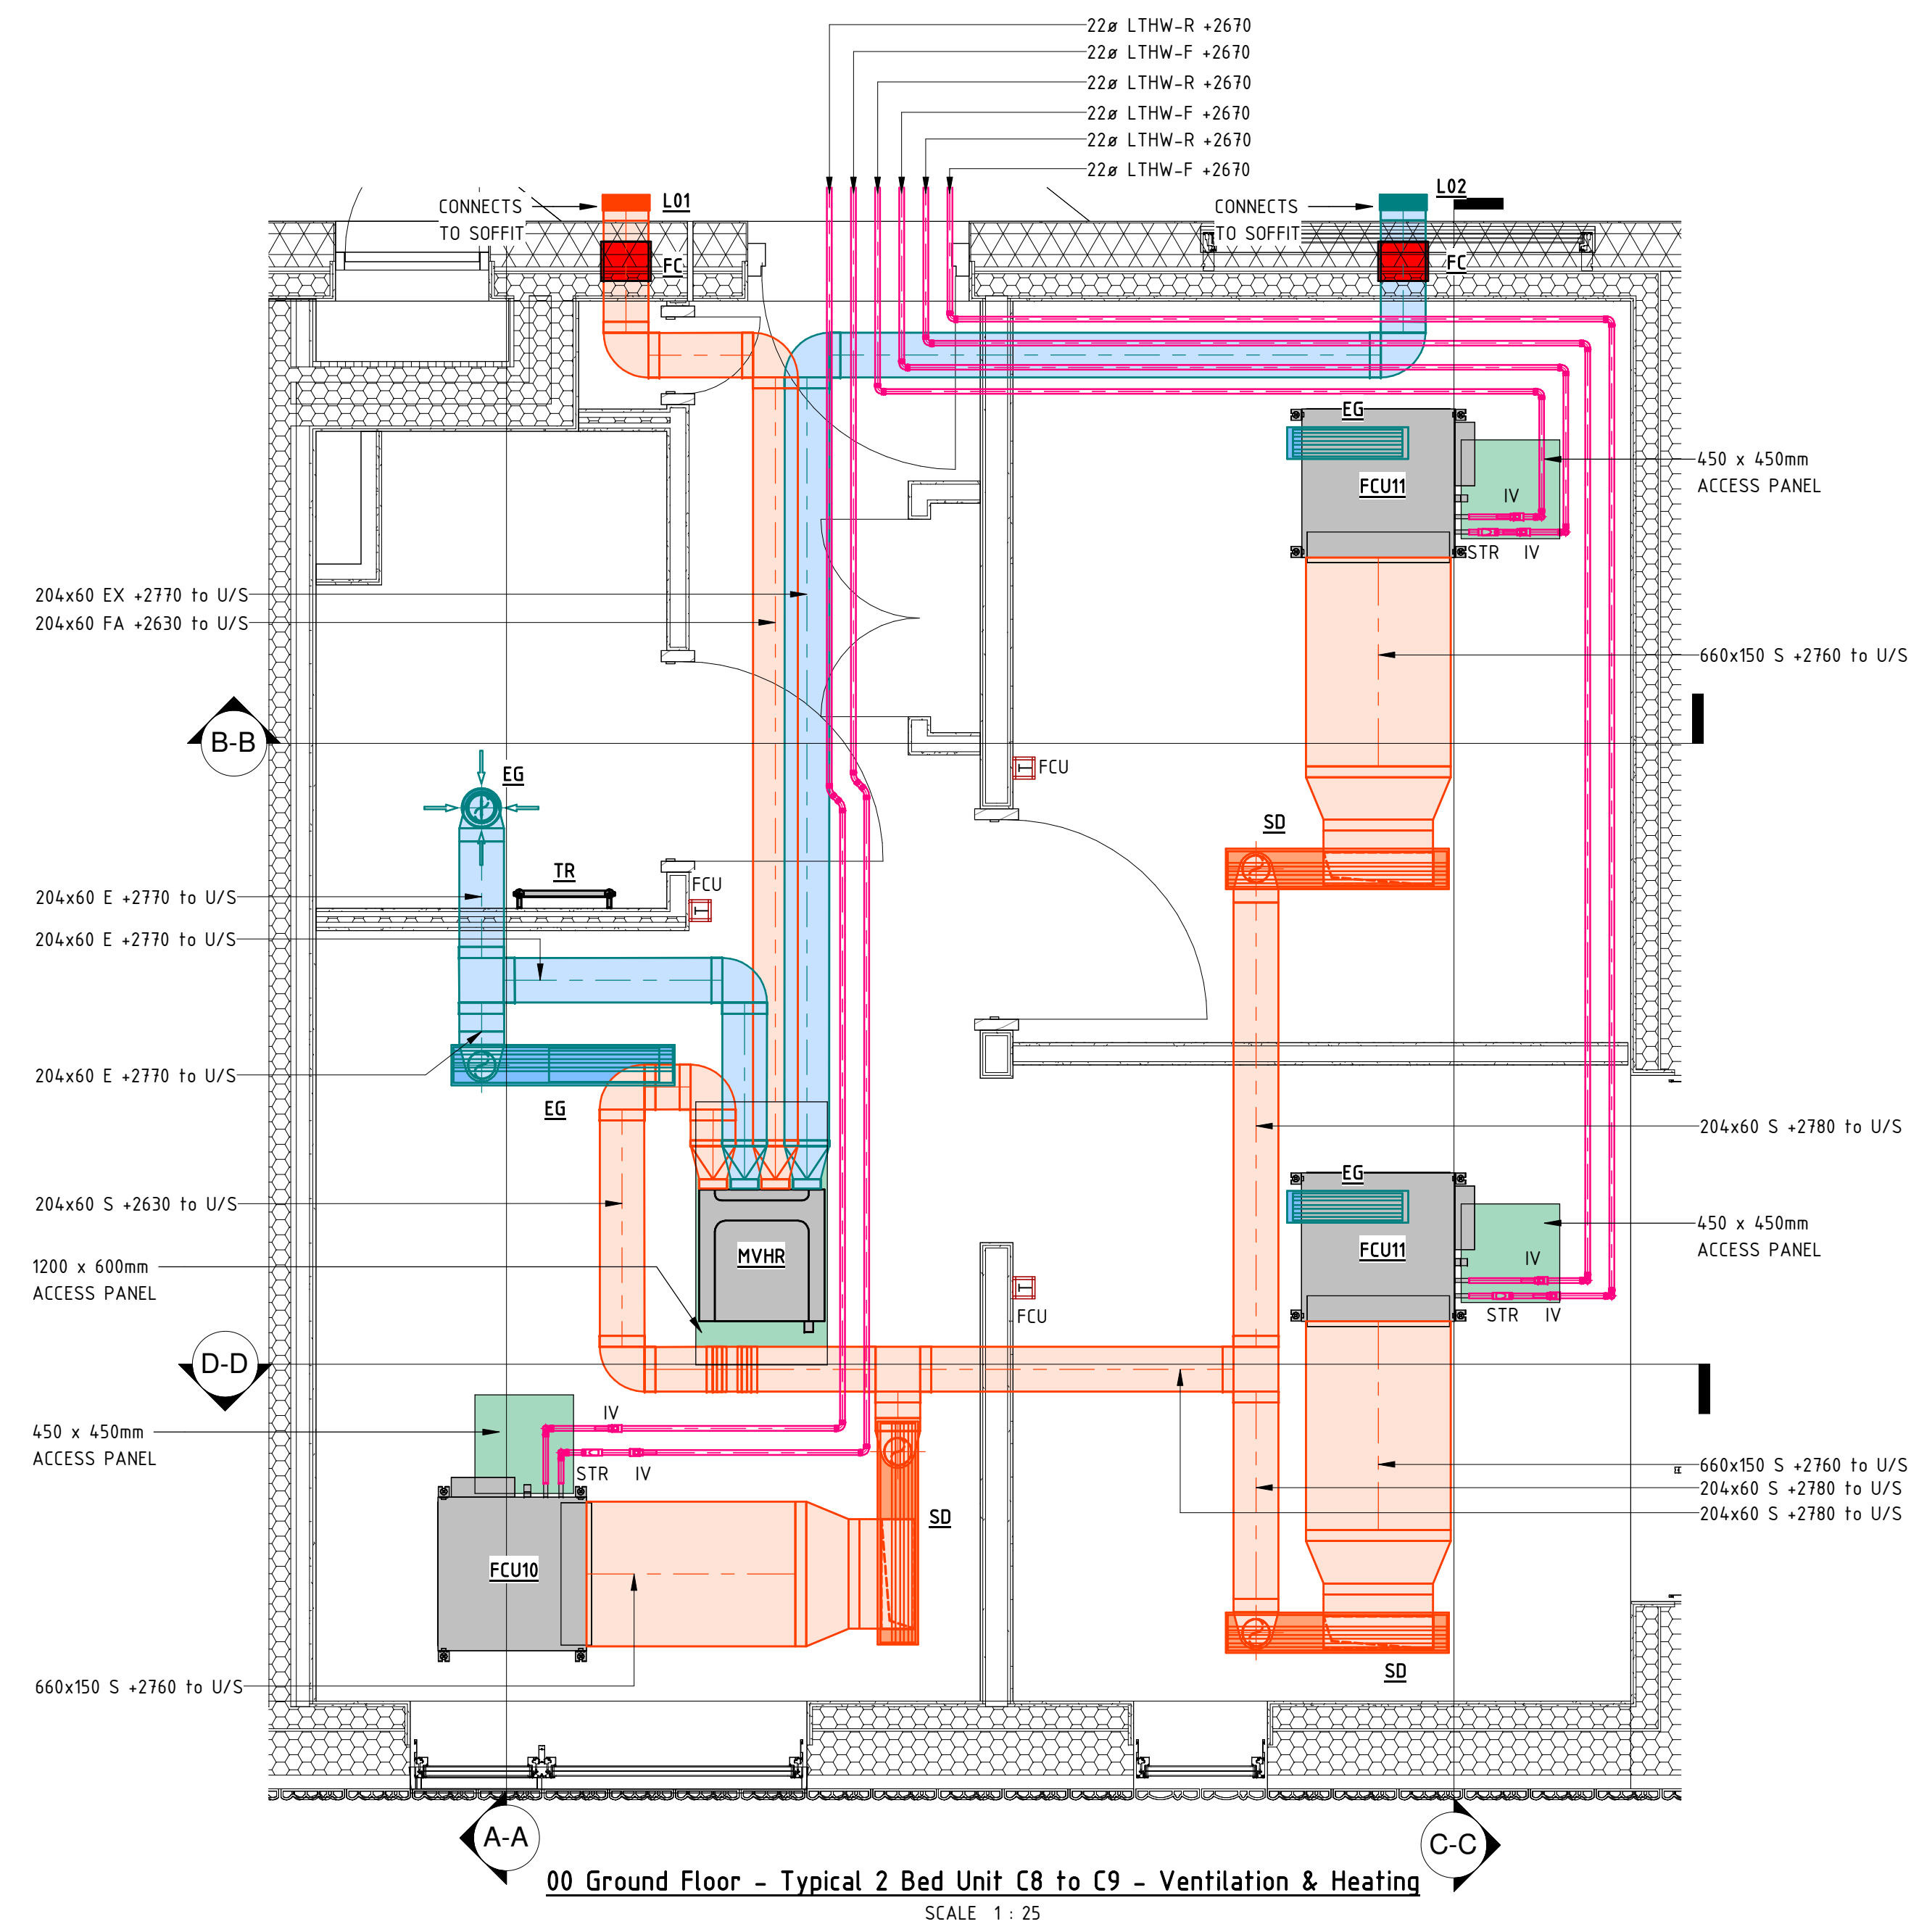 22ø LTHW-R +2670
22ø LTHW-F +2670
22ø LTHW-R +2670
22ø LTHW-F +2670
22ø LTHW-R +2670
22ø LTHW-F +2670
CONNECTS
TO SOFFIT
L01
FC
CONNECTS
TO SOFFIT
L02
FC
EG
FCU11
IV
STR IV
450 x 450mm
ACCESS PANEL
204x60 EX +2770 to U/S
204x60 FA +2630 to U/S
660x150 S +2760 to U/S
B-B
T FCU
EG
SD
TR
FCU
T
204x60 E +2770 to U/S
204x60 E +2770 to U/S
204x60 E +2770 to U/S
EG
204x60 S +2780 to U/S
204x60 S +2630 to U/S
EG
FCU11
IV
STR IV
450 x 450mm
ACCESS PANEL
MVHR
1200 x 600mm
ACCESS PANEL
T
FCU
D-D
450 x 450mm
ACCESS PANEL
IV
STR IV
660x150 S +2760 to U/S
204x60 S +2780 to U/S
204x60 S +2780 to U/S
SD
FCU10
SD
660x150 S +2760 to U/S
A-A
C-C
00 Ground Floor - Typical 2 Bed Unit C8 to C9 - Ventilation & Heating
SCALE 1 : 25